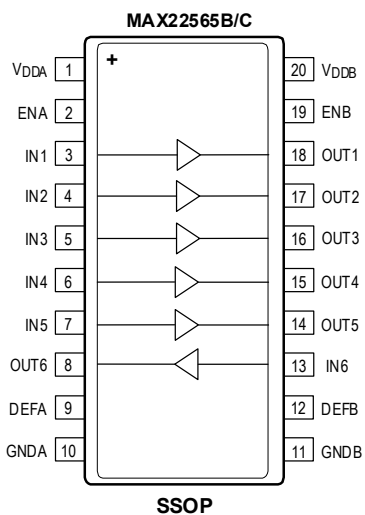 MAX22565B/C
+
VDDA 1 20 VDDB
ENA 2 19 ENB
IN1 3 18 OUT1
IN2 4 17 OUT2
IN3 5 16 OUT3
IN4 6 15 OUT4
IN5 7 14 OUT5
OUT6 8 13 IN6
DEFA 9 12 DEFB
GNDA 10 11 GNDB
SSOP